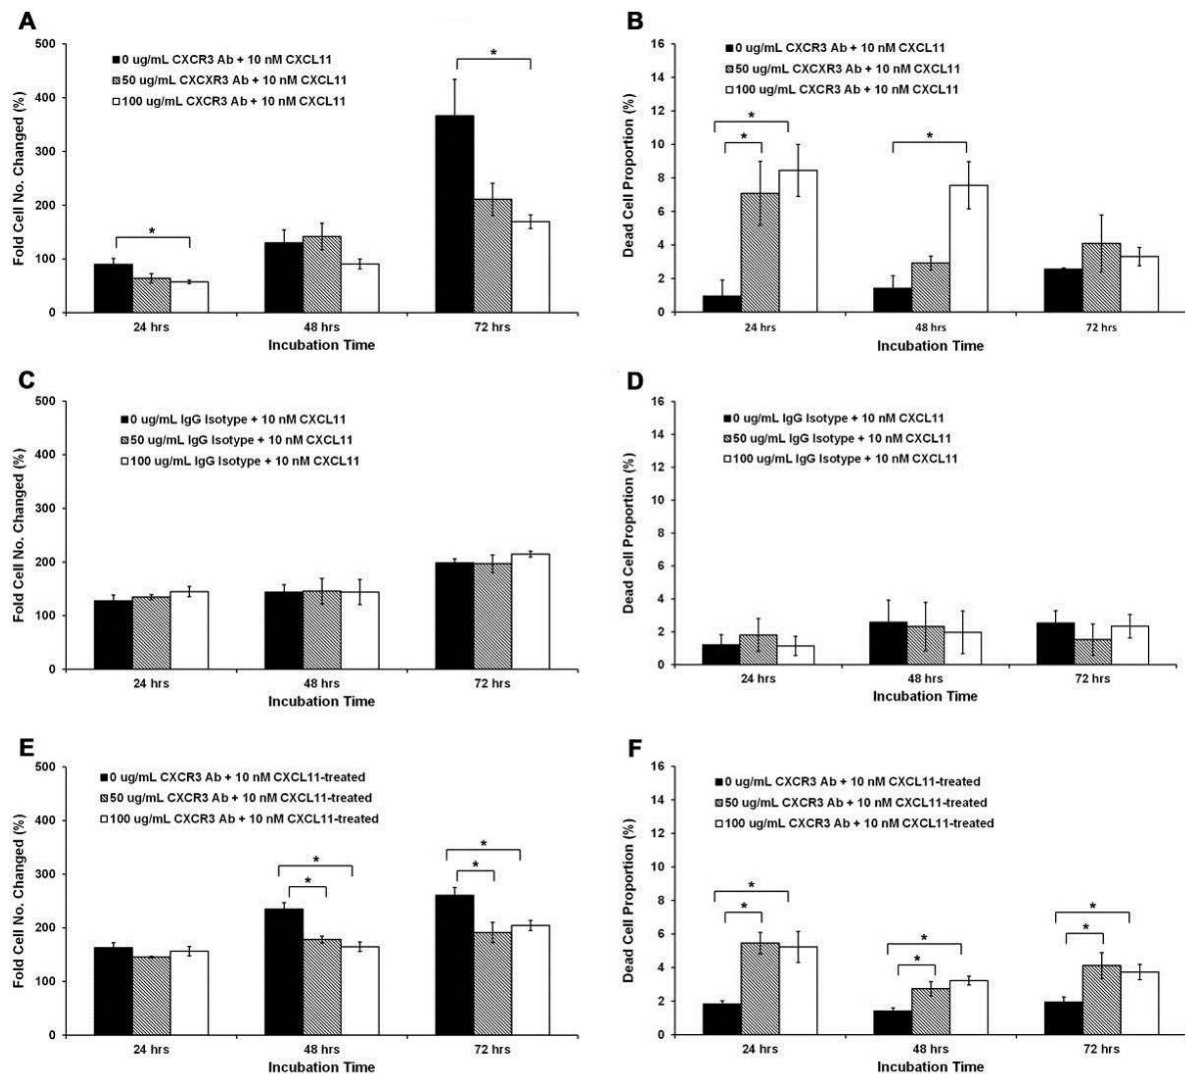 A
Fold Cell No. Changed (%)
500
400
300
200
100
0
0 ug/mL CXCR3 Ab + 10 nM CXCL11
50 ug/mL CXCXR3 Ab + 10 nM CXCL11
100 ug/mL CXCR3 Ab + 10 nM CXCL11
*
*
24 hrs
48 hrs
72 hrs
Incubation Time
B
Dead Cell Proportion (%)
16
14
12
10
8
6
4
2
0
0 ug/mL CXCR3 Ab + 10 nM CXCL11
50 ug/mL CXCXR3 Ab + 10 nM CXCL11
100 ug/mL CXCR3 Ab + 10 nM CXCL11
*
*
*
24 hrs
48 hrs
72 hrs
Incubation Time
C
Fold Cell No. Changed (%)
500
400
300
200
100
0
0 ug/mL IgG Isotype + 10 nM CXCL11
50 ug/mL IgG Isotype + 10 nM CXCL11
100 ug/mL IgG Isotype + 10 nM CXCL11
24 hrs
48 hrs
72 hrs
Incubation Time
D
Dead Cell Proportion (%)
16
14
12
10
8
6
4
2
0
0 ug/mL IgG Isotype + 10 nM CXCL11
50 ug/mL IgG Isotype + 10 nM CXCL11
100 ug/mL IgG Isotype + 10 nM CXCL11
24 hrs
48 hrs
72 hrs
Incubation Time
E
Fold Cell No. Changed (%)
500
400
300
200
100
0
0 ug/mL CXCR3 Ab + 10 nM CXCL11-treated
50 ug/mL CXCR3 Ab + 10 nM CXCL11-treated
100 ug/mL CXCR3 Ab + 10 nM CXCL11-treated
*
*
*
*
24 hrs
48 hrs
72 hrs
Incubation Time
F
Dead Cell Proportion (%)
16
14
12
10
8
6
4
2
0
0 ug/mL CXCR3 Ab + 10 nM CXCL11-treated
50 ug/mL CXCR3 Ab + 10 nM CXCL11-treated
100 ug/mL CXCR3 Ab + 10 nM CXCL11-treated
*
*
*
*
*
*
24 hrs
48 hrs
72 hrs
Incubation Time